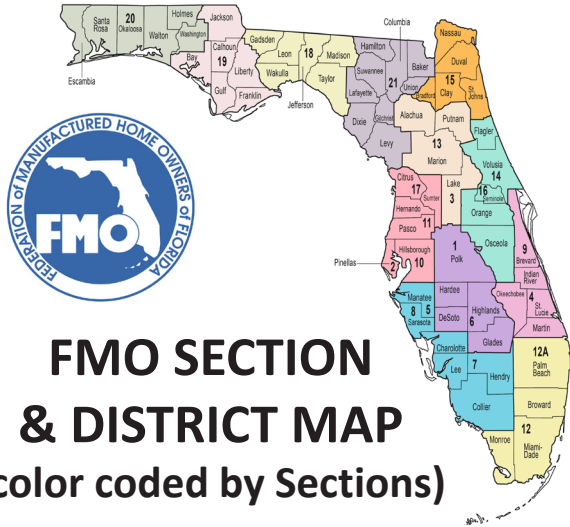 Columbia
Santa
Rosa
20
Okaloosa
Walton
Holmes
Washington
Jackson
Bay
Calhoun
19
Liberty
Gulf
Franklin
Gadsden
Leon
Wakulla
18
Madison
Taylor
Jefferson
Escambia
Hamilton
Suwannee
21
Baker
Union
Lafayette
Dixie
Gilchrist
Levy
Nassau
Duval
15
Clay
Bradford
St.
Johns
Alachua
Putnam
13
Marion
Flagler
Volusia
14
16
Seminole
Orange
Osceola
Lake
3
Citrus
17
Sumter
Hernando
11
Pasco
Hillsborough
10
2
Pinellas
1
Polk
9
Brevard
Indian
River
Okeechobee
4
St.
Lucie
Martin
Hardee
Highlands
DeSoto
6
Glades
Manatee
8
5
Sarasota
Charolotte
7
Lee
Hendry
Collier
12A
Palm
Beach
Broward
12
Monroe
Miami-
Dade
FEDERATION of MANUFACTURED HOME OWNERS of FLORIDA
FMO
FMO SECTION
& DISTRICT MAP
color coded by Sections)